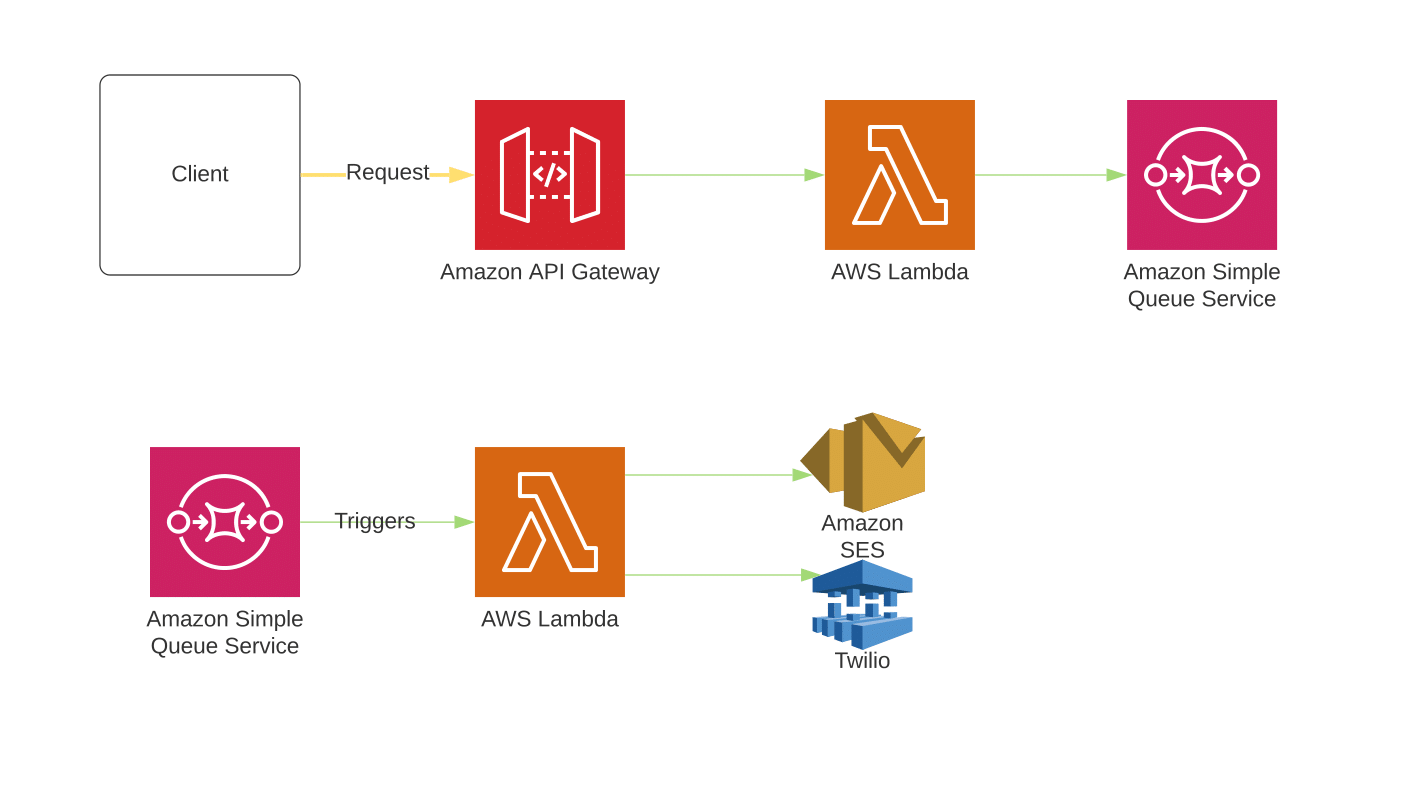 Client
Request
Amazon API Gateway
AWS Lambda
Amazon Simple
Queue Service
Triggers
Amazon Simple
Queue Service
AWS Lambda
Amazon
SES
Twilio